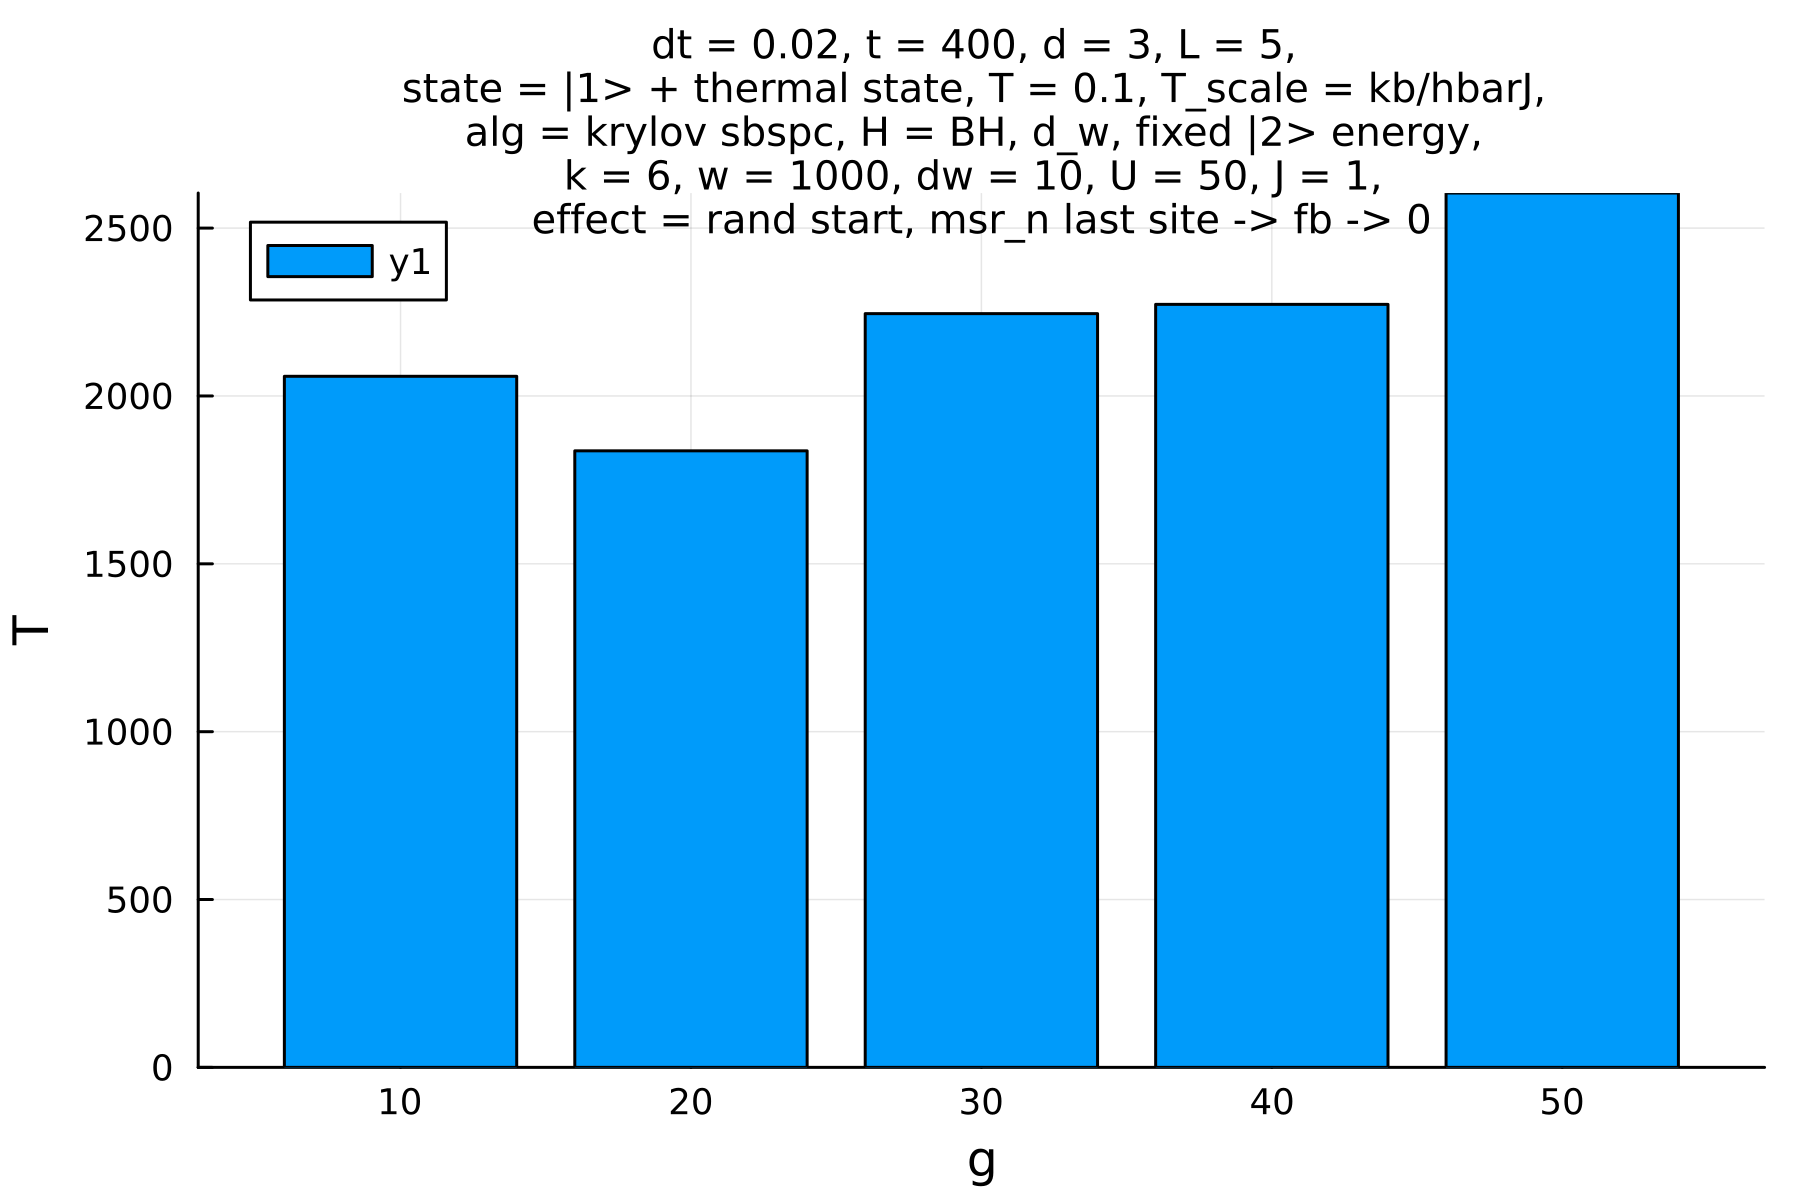 dt = 0.02, t = 400, d = 3, L = 5,
state = |1> + thermal state, T = 0.1, T_scale = kb/hbarJ,
alg = krylov sbspc, H = BH, d_w, fixed |2> energy,
k = 6, w = 1000, dw = 10, U = 50, J = 1,
effect = rand start, msr_n last site -> fb -> 0
y1
2500
2000
1500
1000
500
0
T
10 20 30 40 50
g